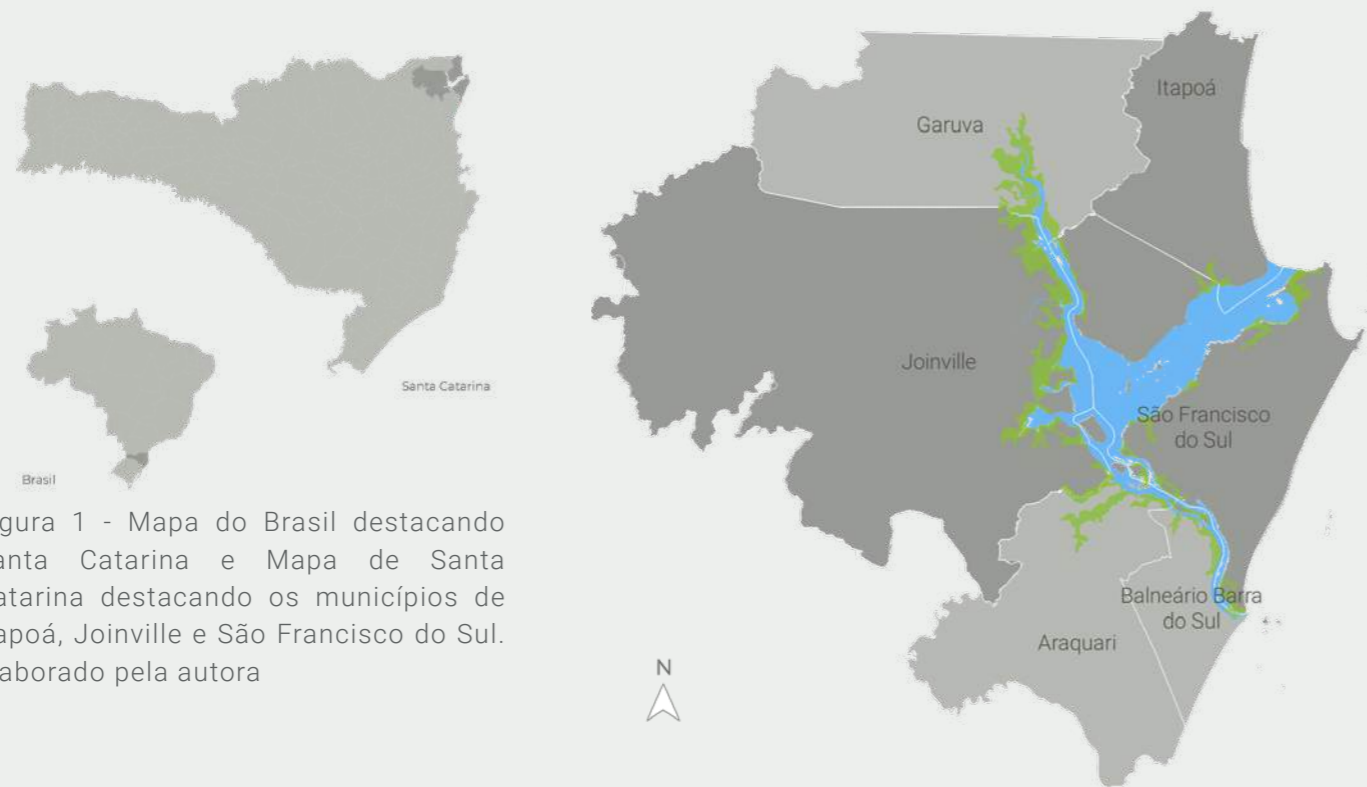 Santa Catarina
Brasil
gura 1 - Mapa do Brasil destacando
anta Catarina e Mapa de Santa
atarina destacando os municípios de
apoá, Joinville e São Francisco do Sul.
aborado pela autora
Itapoá
Garuva
Joinville
São Francisco
do Sul
Balneário Barra
do Sul
Araquari
N